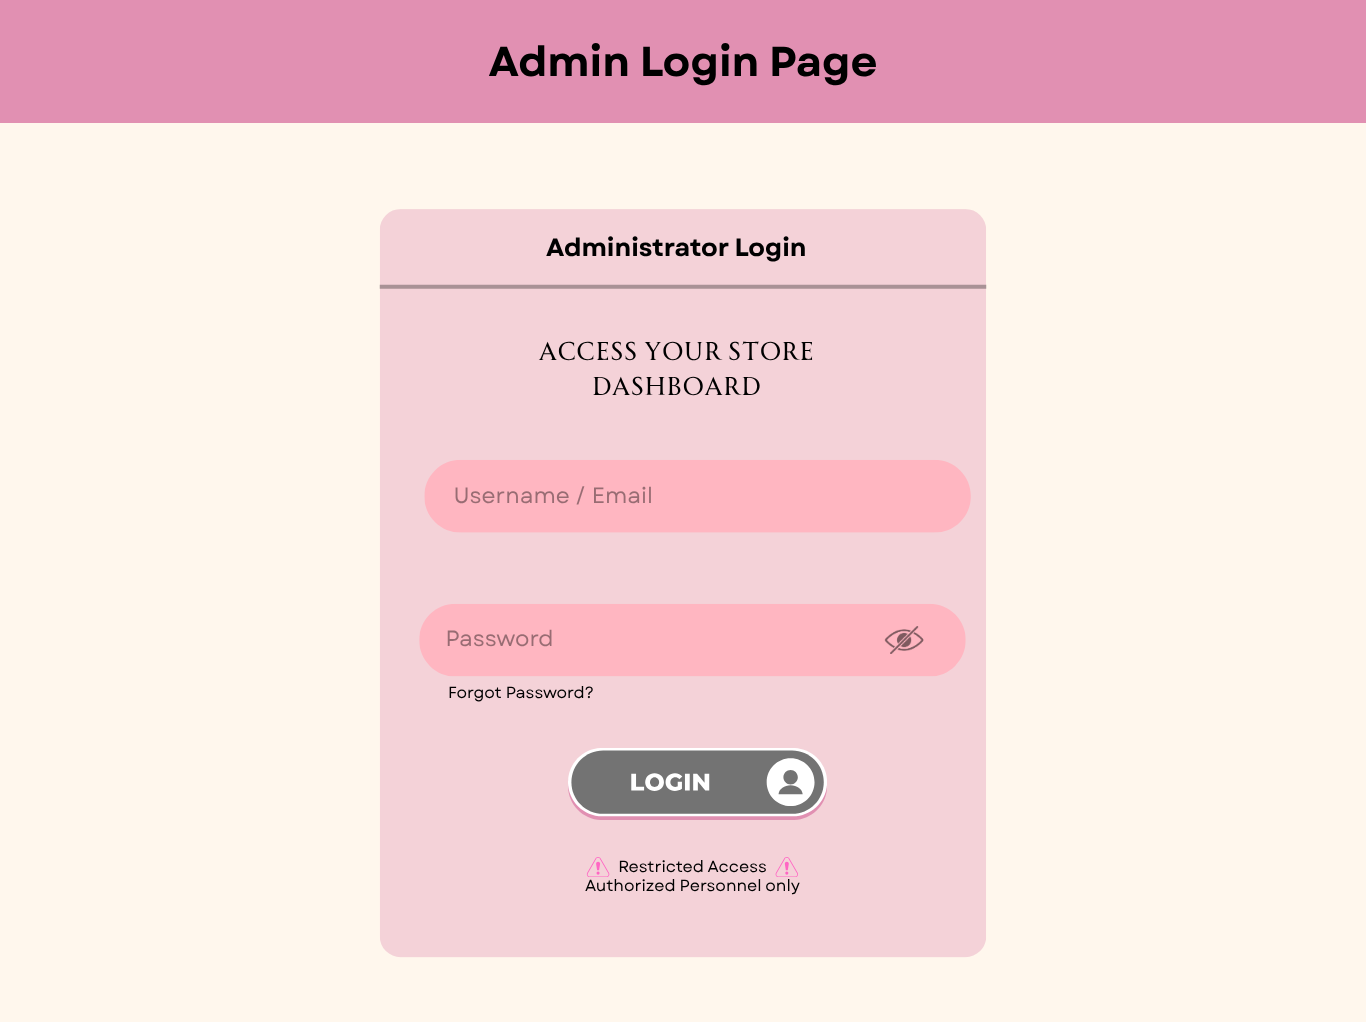 Admin Login Page
Administrator Login
ACCESS YOUR STORE
DASHBOARD
Username / Email
Password
Forgot Password?
LOGIN
Restricted Access
Authorized Personnel only